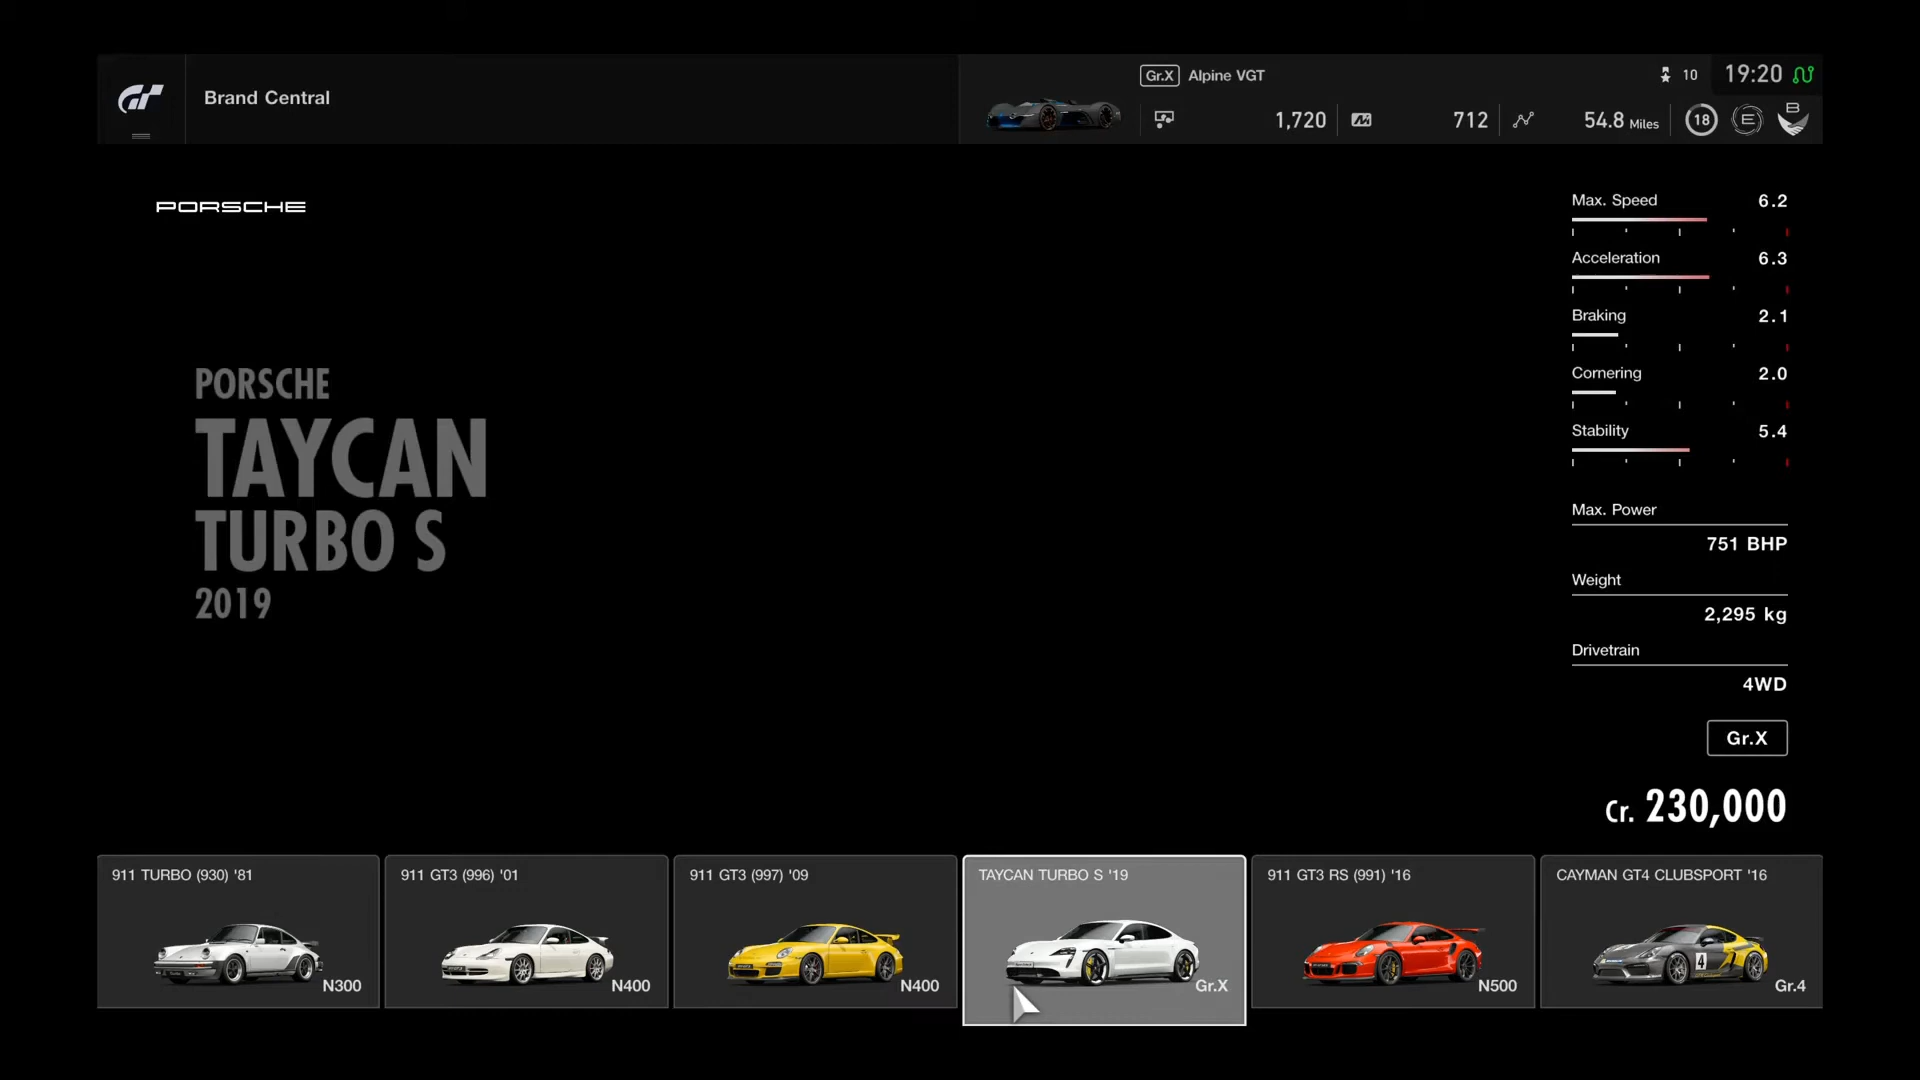 GT
Brand Central
Gr.X Alpine VGT
10
19:20
1,720
712
54.8 Miles
18
E
B
PORSCHE
Max. Speed 6.2
Acceleration 6.3
Braking 2.1
Cornering 2.0
Stability 5.4
PORSCHE
TAYCAN
TURBO S
2019
Max. Power
751 BHP
Weight
2,295 kg
Drivetrain
4WD
Gr.X
Cr. 230,000
911 TURBO (930) '81
N300
911 GT3 (996) '01
N400
911 GT3 (997) '09
N400
TAYCAN TURBO S '19
Gr.X
911 GT3 RS (991) '16
N500
CAYMAN GT4 CLUBSPORT '16
4
Gr.4